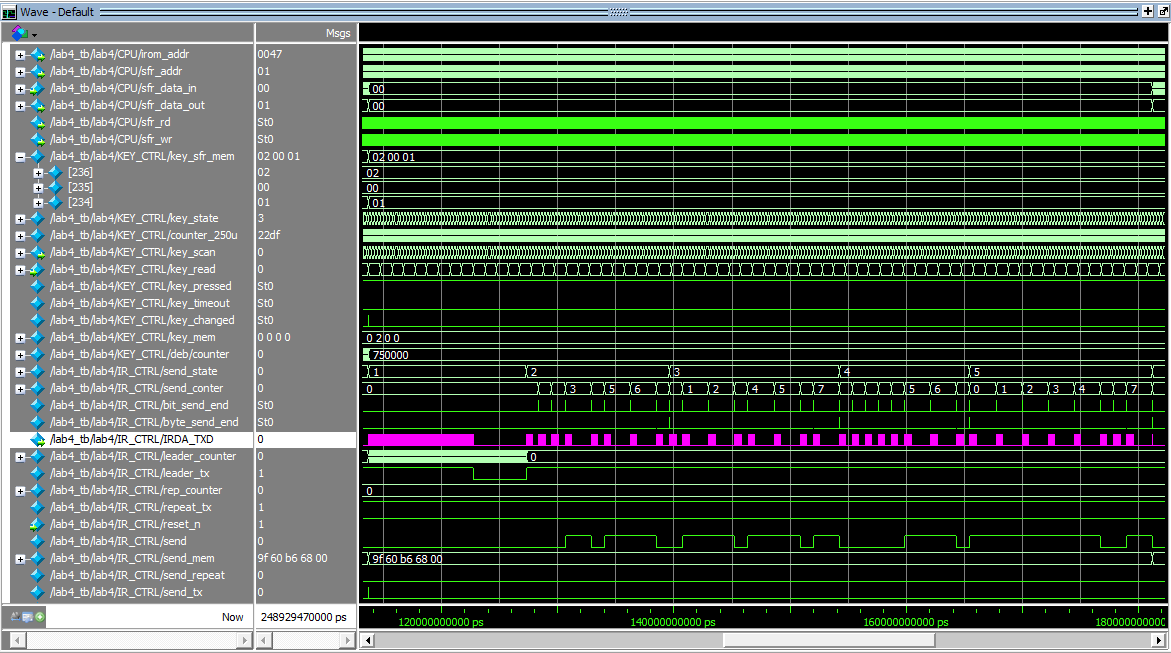 Wave - Default
Msgs
/lab4_tb/lab4/CPU/irom_addr 0047
/lab4_tb/lab4/CPU/sfr_addr 01
/lab4_tb/lab4/CPU/sfr_data_in 00 00
/lab4_tb/lab4/CPU/sfr_data_out 01 00
/lab4_tb/lab4/CPU/sfr_rd St0
/lab4_tb/lab4/CPU/sfr_wr St0
/lab4_tb/lab4/KEY_CTRL/key_sfr_mem 02 00 01 02 00 01
[236] 02 02
[235] 00 00
[234] 01 01
/lab4_tb/lab4/KEY_CTRL/key_state 3
/lab4_tb/lab4/KEY_CTRL/counter_250u 22df
/lab4_tb/lab4/KEY_CTRL/key_scan 0
/lab4_tb/lab4/KEY_CTRL/key_read 0
/lab4_tb/lab4/KEY_CTRL/key_pressed St0
/lab4_tb/lab4/KEY_CTRL/key_timeout St0
/lab4_tb/lab4/KEY_CTRL/key_changed St0
/lab4_tb/lab4/KEY_CTRL/key_mem 0 0 0 0 0 2 0 0
/lab4_tb/lab4/KEY_CTRL/deb/counter 0 750000
/lab4_tb/lab4/IR_CTRL/send_state 0 1 2 3 4 5
/lab4_tb/lab4/IR_CTRL/send_conter 0 0 3 5 6 1 2 4 5 7 5 6 0 1 2 3 4 7
/lab4_tb/lab4/IR_CTRL/bit_send_end St0
/lab4_tb/lab4/IR_CTRL/byte_send_end St0
/lab4_tb/lab4/IR_CTRL/IRDA_TXD 0
/lab4_tb/lab4/IR_CTRL/leader_counter 0 0
/lab4_tb/lab4/IR_CTRL/leader_tx 1
/lab4_tb/lab4/IR_CTRL/rep_counter 0 0
/lab4_tb/lab4/IR_CTRL/repeat_tx 1
/lab4_tb/lab4/IR_CTRL/reset_n 1
/lab4_tb/lab4/IR_CTRL/send 0
/lab4_tb/lab4/IR_CTRL/send_mem 9f 60 b6 68 00 9f 60 b6 68 00
/lab4_tb/lab4/IR_CTRL/send_repeat 0
/lab4_tb/lab4/IR_CTRL/send_tx 0
Now 248929470000 ps 120000000000 ps 140000000000 ps 160000000000 ps